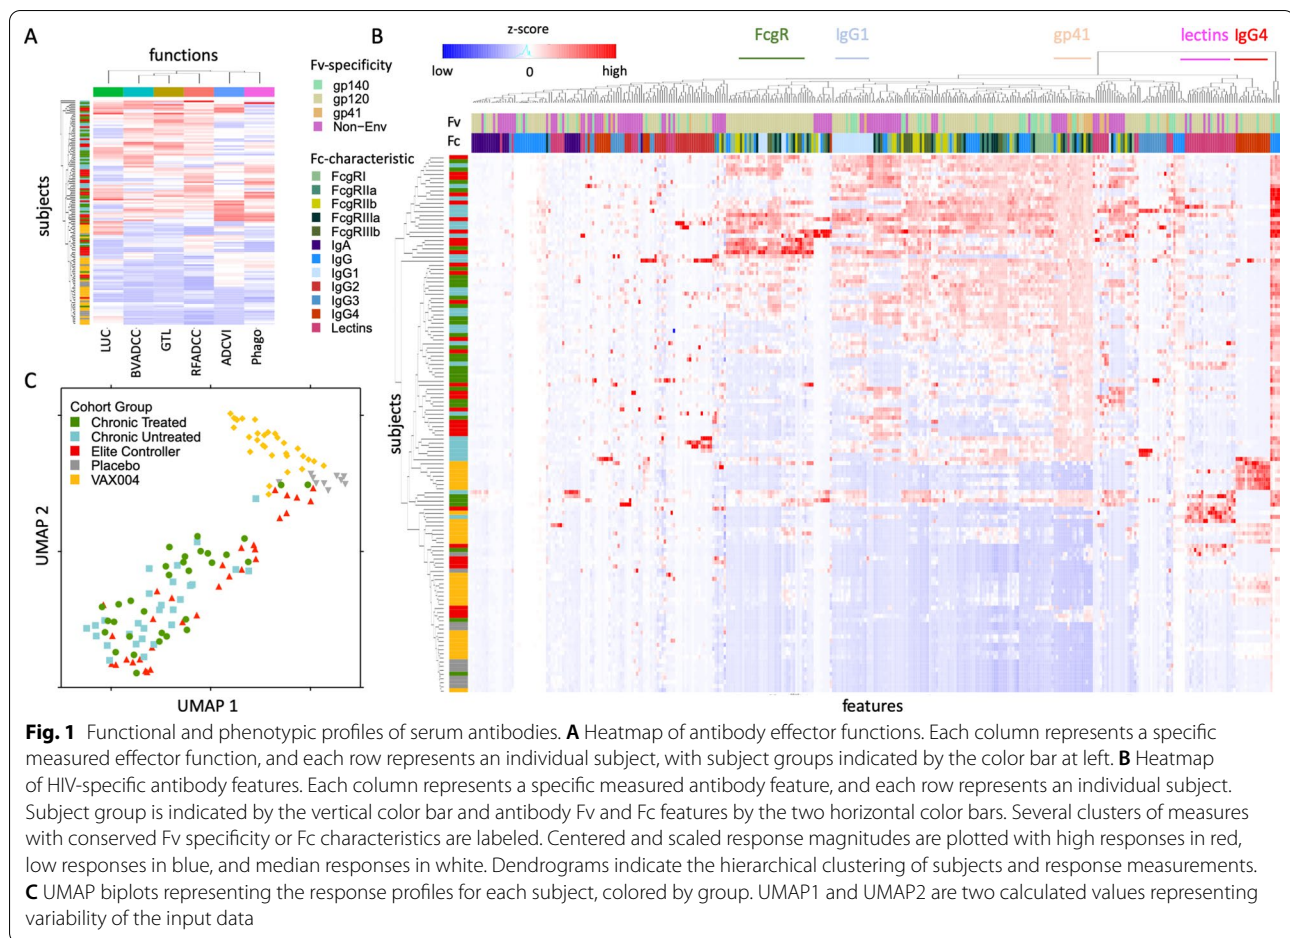 A
functions
subjects
LUC
BVADCC
GTL
RFADCC
ADCVI
Phago
Fv-specificity
gp140
gp120
gp41
Non−Env
Fc-characteristic
FcgRI
FcgRIIa
FcgRIIb
FcgRIIIa
FcgRIIIb
IgA
IgG
IgG1
IgG2
IgG3
IgG4
Lectins
B
z-score
low 0 high
FcgR IgG1 gp41 lectins IgG4
Fv
Fc
subjects
features
C
Cohort Group
Chronic Treated
Chronic Untreated
Elite Controller
Placebo
VAX004
UMAP 2
UMAP 1
Fig. 1 Functional and phenotypic profiles of serum antibodies. A Heatmap of antibody effector functions. Each column represents a specific
measured effector function, and each row represents an individual subject, with subject groups indicated by the color bar at left. B Heatmap
of HIV-specific antibody features. Each column represents a specific measured antibody feature, and each row represents an individual subject.
Subject group is indicated by the vertical color bar and antibody Fv and Fc features by the two horizontal color bars. Several clusters of measures
with conserved Fv specificity or Fc characteristics are labeled. Centered and scaled response magnitudes are plotted with high responses in red,
low responses in blue, and median responses in white. Dendrograms indicate the hierarchical clustering of subjects and response measurements.
C UMAP biplots representing the response profiles for each subject, colored by group. UMAP1 and UMAP2 are two calculated values representing
variability of the input data